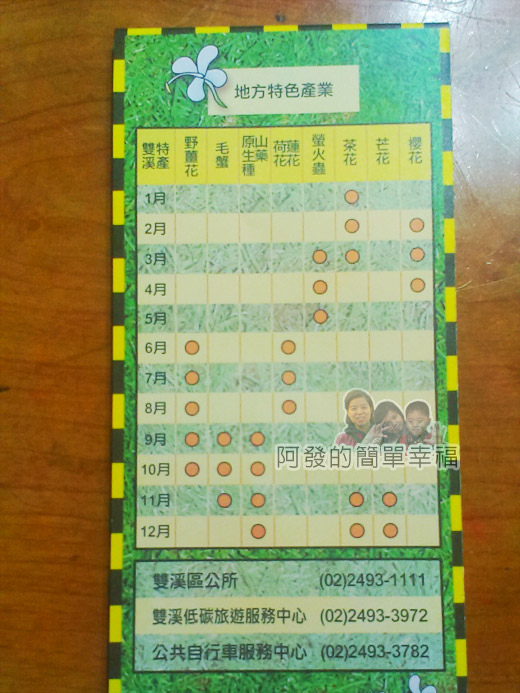 地方特色產業
雙溪特產 野薑花 毛蟹 原生種山藥 荷花蓮花 螢火蟲 茶花 芒花 櫻花
1月
2月
3月
4月
5月
6月
7月
8月
9月
10月
11月
12月
阿發的簡單幸福
雙溪區公所 (02)2493-1111
雙溪低碳旅遊服務中心 (02)2493-3972
公共自行車服務中心 (02)2493-3782